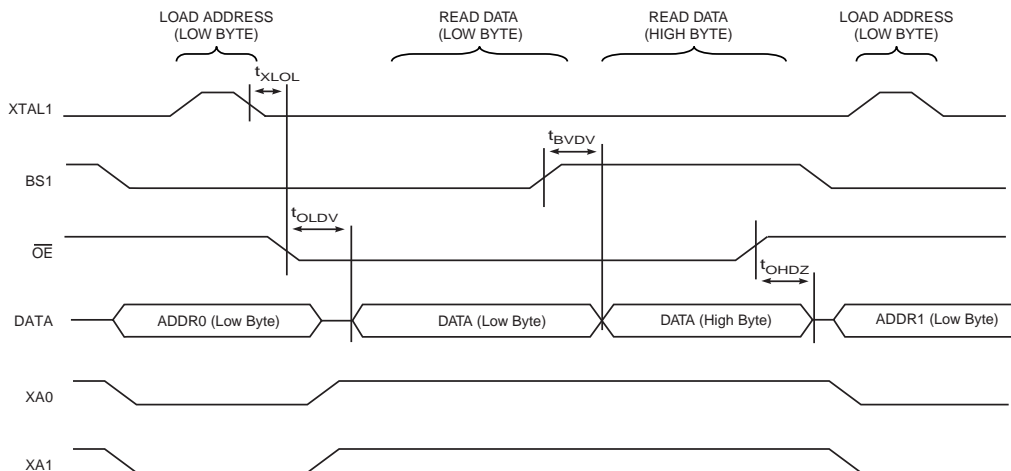 LOAD ADDRESS
(LOW BYTE)
READ DATA
(LOW BYTE)
READ DATA
(HIGH BYTE)
LOAD ADDRESS
(LOW BYTE)
tXLOL
XTAL1
tBVDV
BS1
tOLDV
OE
tOHDZ
DATA
ADDR0 (Low Byte)
DATA (Low Byte)
DATA (High Byte)
ADDR1 (Low Byte)
XA0
XA1